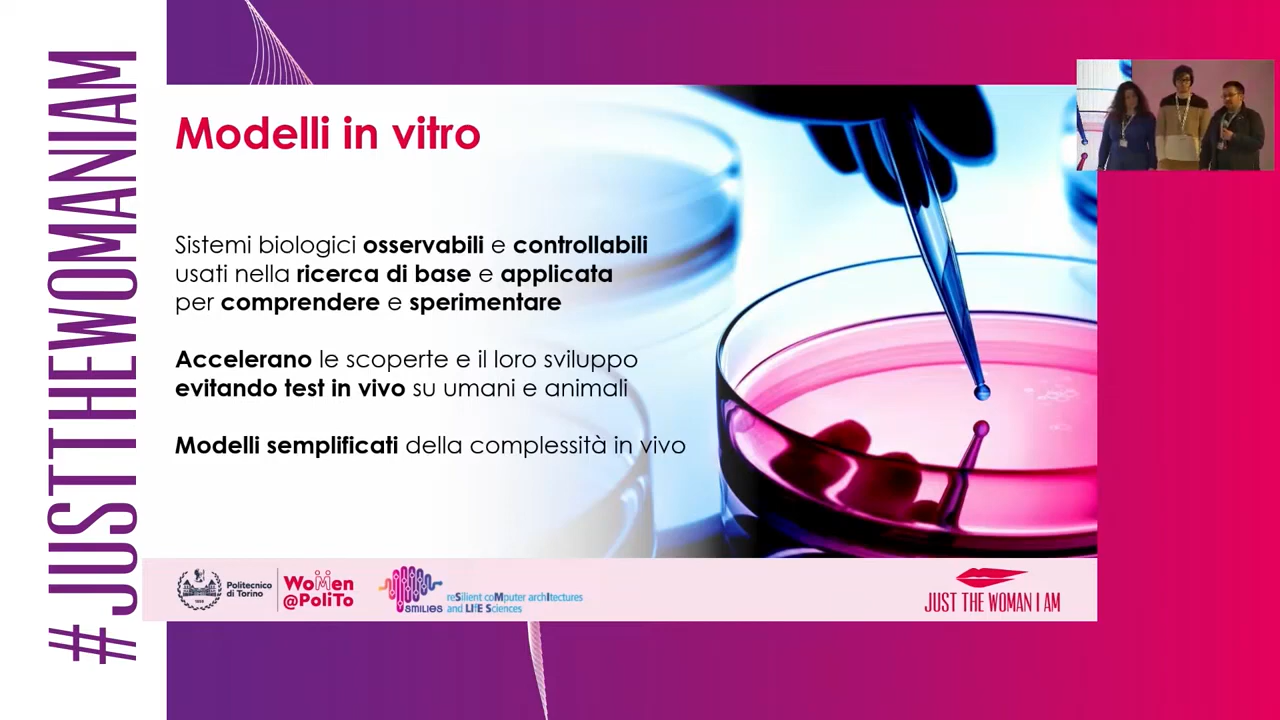 #JUSTTHEWOMANIAM
Modelli in vitro
Sistemi biologici osservabili e controllabili
usati nella ricerca di base e applicata
per comprendere e sperimentare
Accelerano le scoperte e il loro sviluppo
evitando test in vivo su umani e animali
Modelli semplificati della complessità in vivo
Politecnico
di Torino
WoMen
@PoliTo
SMILIES
reSilient coMputer archItectures
and LIfE Sciences
JUST THE WOMAN I AM